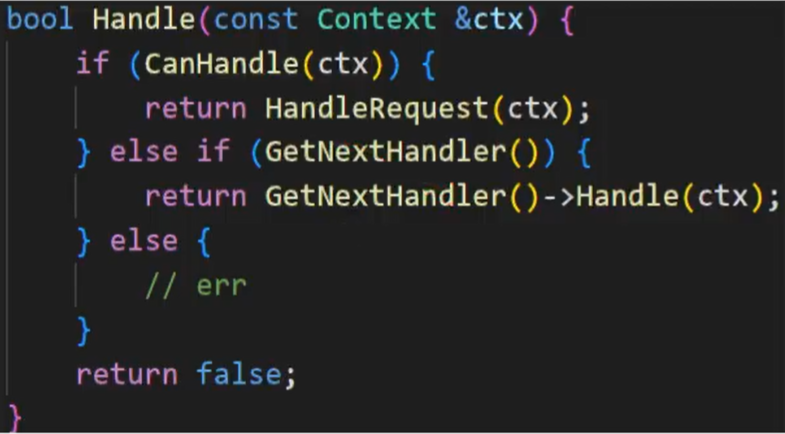 bool Handle(const Context &ctx) {
    if (CanHandle(ctx)) {
        return HandleRequest(ctx);
    } else if (GetNextHandler()) {
        return GetNextHandler()->Handle(ctx);
    } else {
        // err
    }
    return false;
}